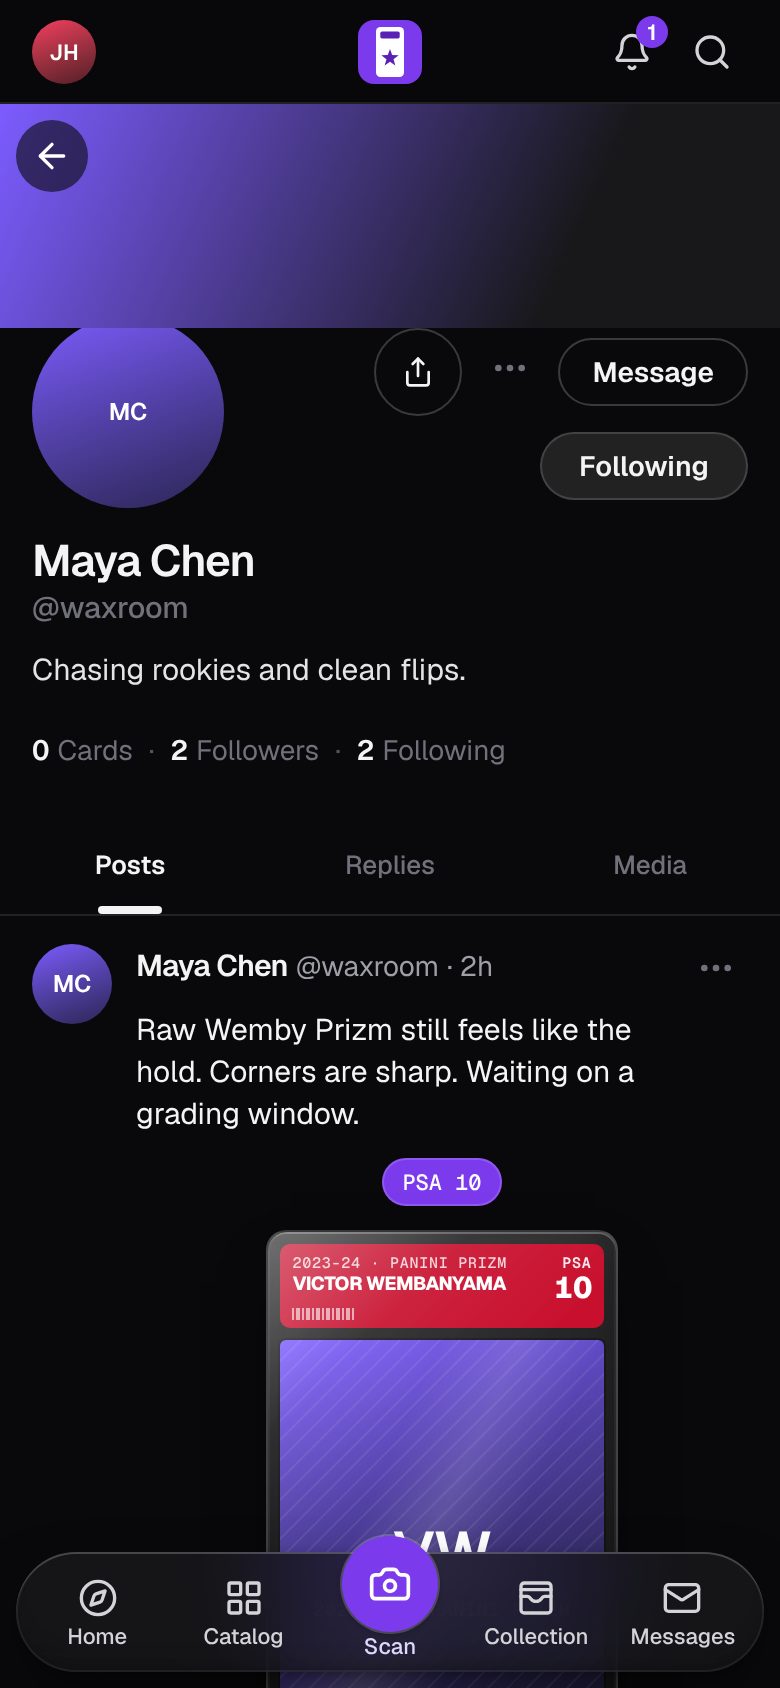 JH
1
MC
Message
Following
Maya Chen
@waxroom
Chasing rookies and clean flips.
0 Cards · 2 Followers · 2 Following
Posts Replies Media
MC
Maya Chen @waxroom · 2h
Raw Wemby Prizm still feels like the
hold. Corners are sharp. Waiting on a
grading window.
PSA 10
2023-24 · PANINI PRIZM PSA
VICTOR WEMBANYAMA 10
VW
Home Catalog Scan Collection Messages